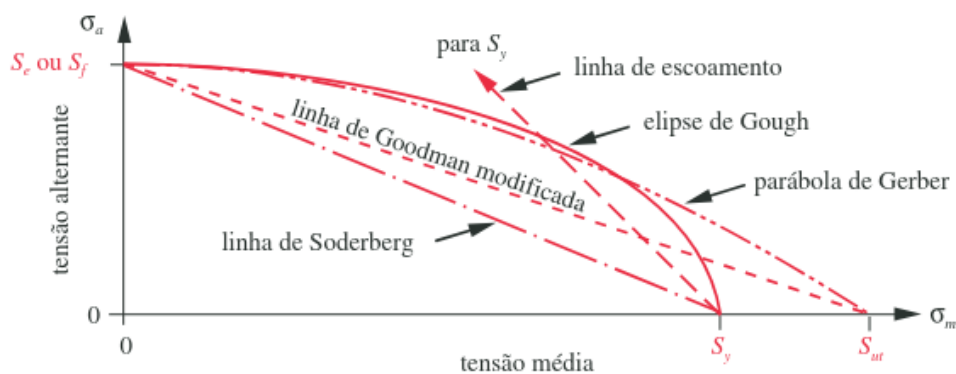 σa
Se ou Sf
para Sy
linha de escoamento
elipse de Gough
parábola de Gerber
linha de Goodman modificada
linha de Soderberg
tensão alternante
0
0
tensão média
Sy
Sut
σm